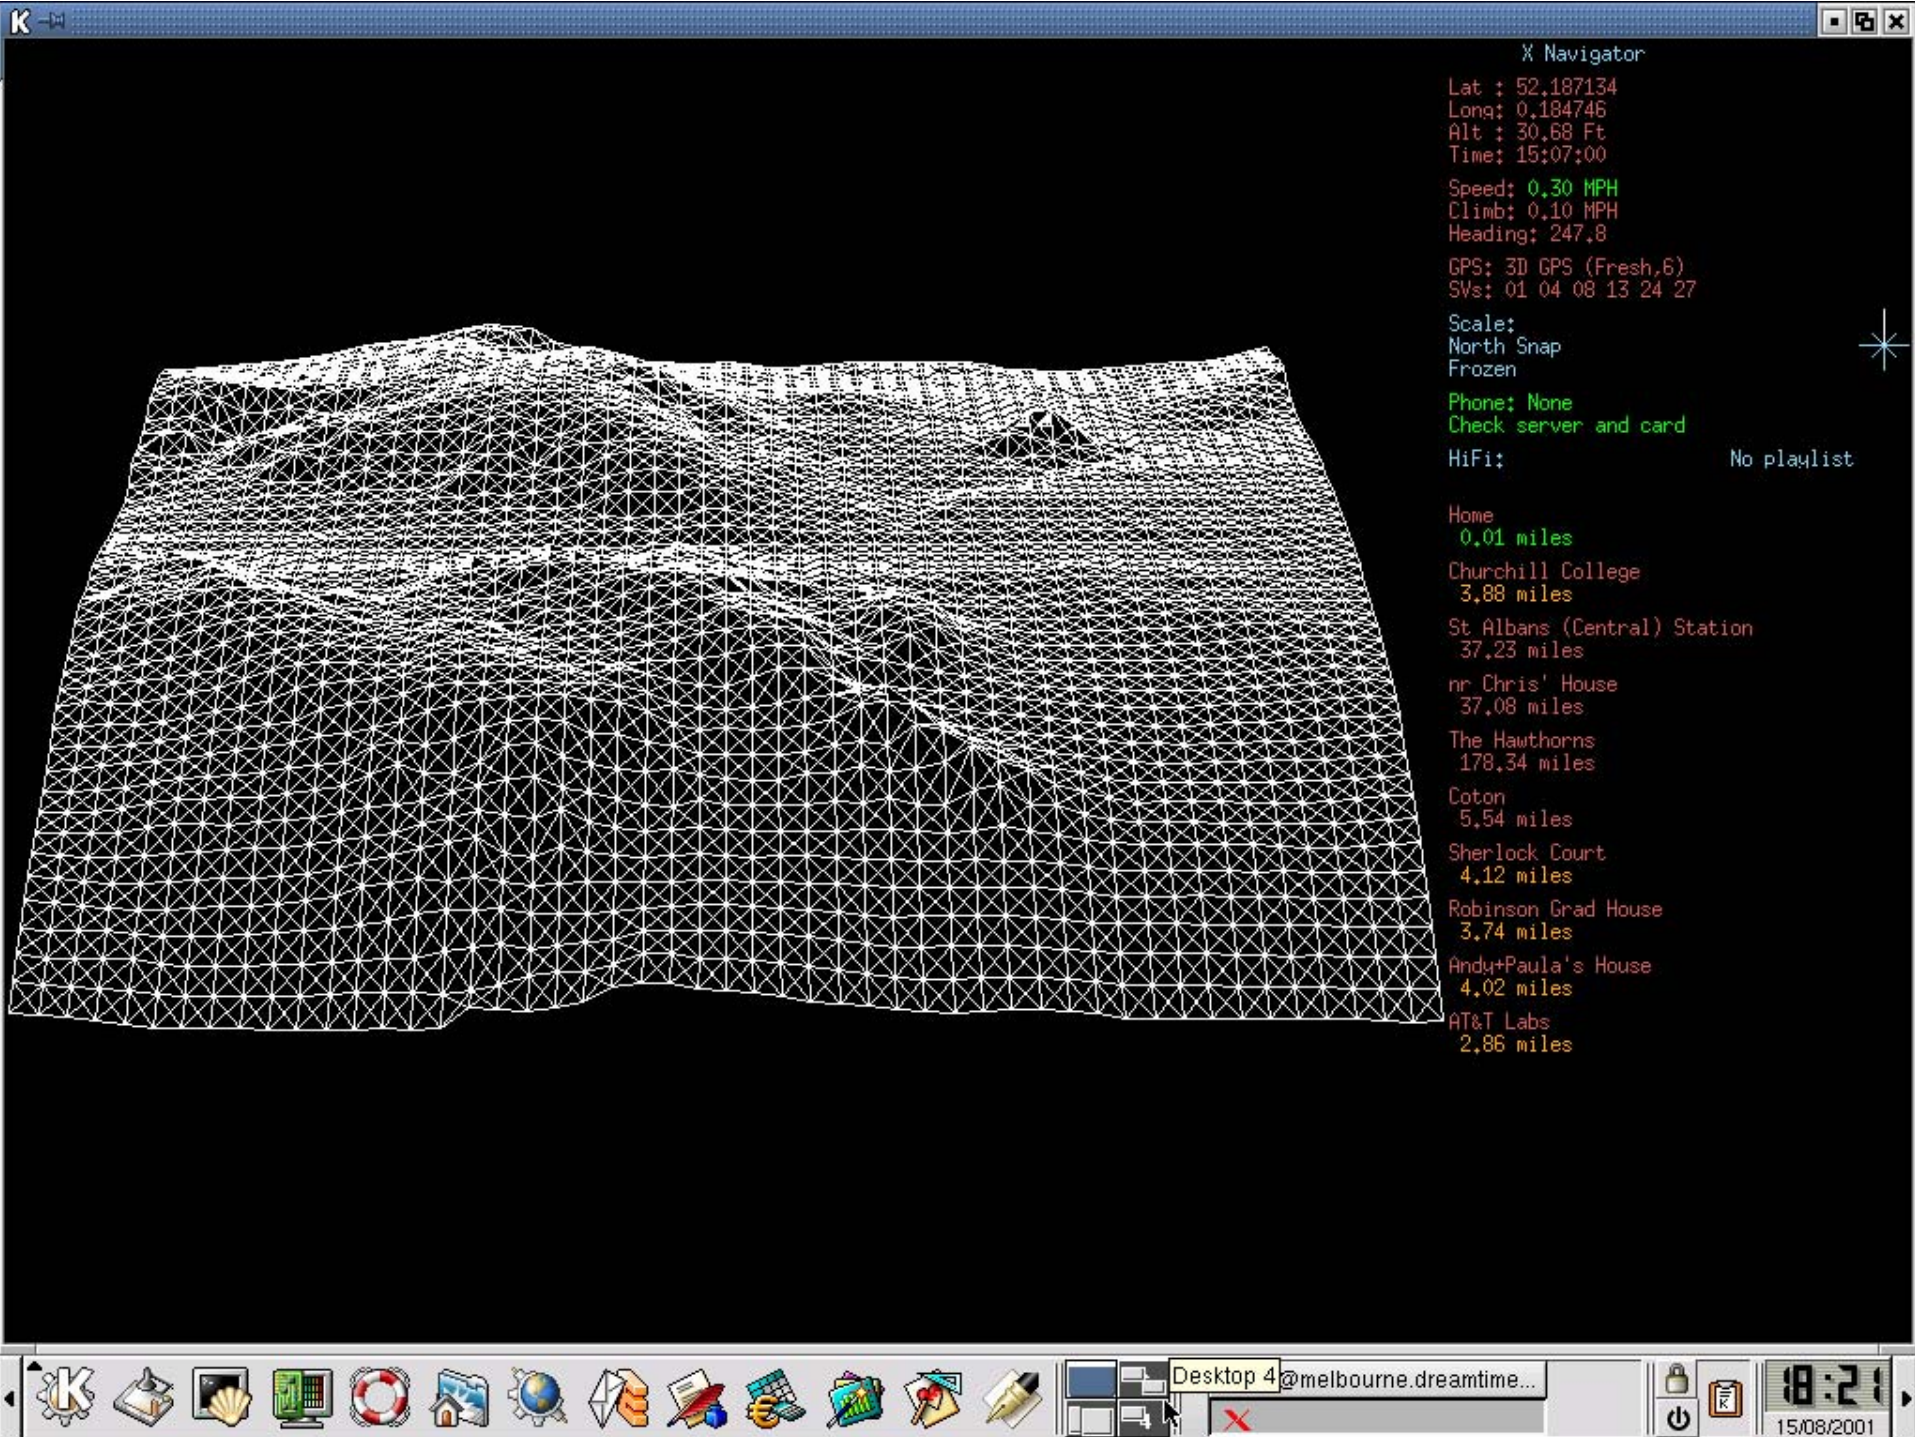 X Navigator
Lat : 52.187134
Long: 0.184746
Alt : 30.68 Ft
Time: 15:07:00
Speed: 0.30 MPH
Climb: 0.10 MPH
Heading: 247.8
GPS: 3D GPS (Fresh,6)
SVs: 01 04 08 13 24 27
Scale:
North Snap
Frozen
Phone: None
Check server and card
HiFi: No playlist
Home
0.01 miles
Churchill College
3.88 miles
St Albans (Central) Station
37.23 miles
nr Chris' House
37.08 miles
The Hawthorns
178.34 miles
Coton
5.54 miles
Sherlock Court
4.12 miles
Robinson Grad House
3.74 miles
Andy+Paula's House
4.02 miles
AT&T Labs
2.86 miles
Desktop 4
@melbourne.dreamtime...
4
18:21
15/08/2001